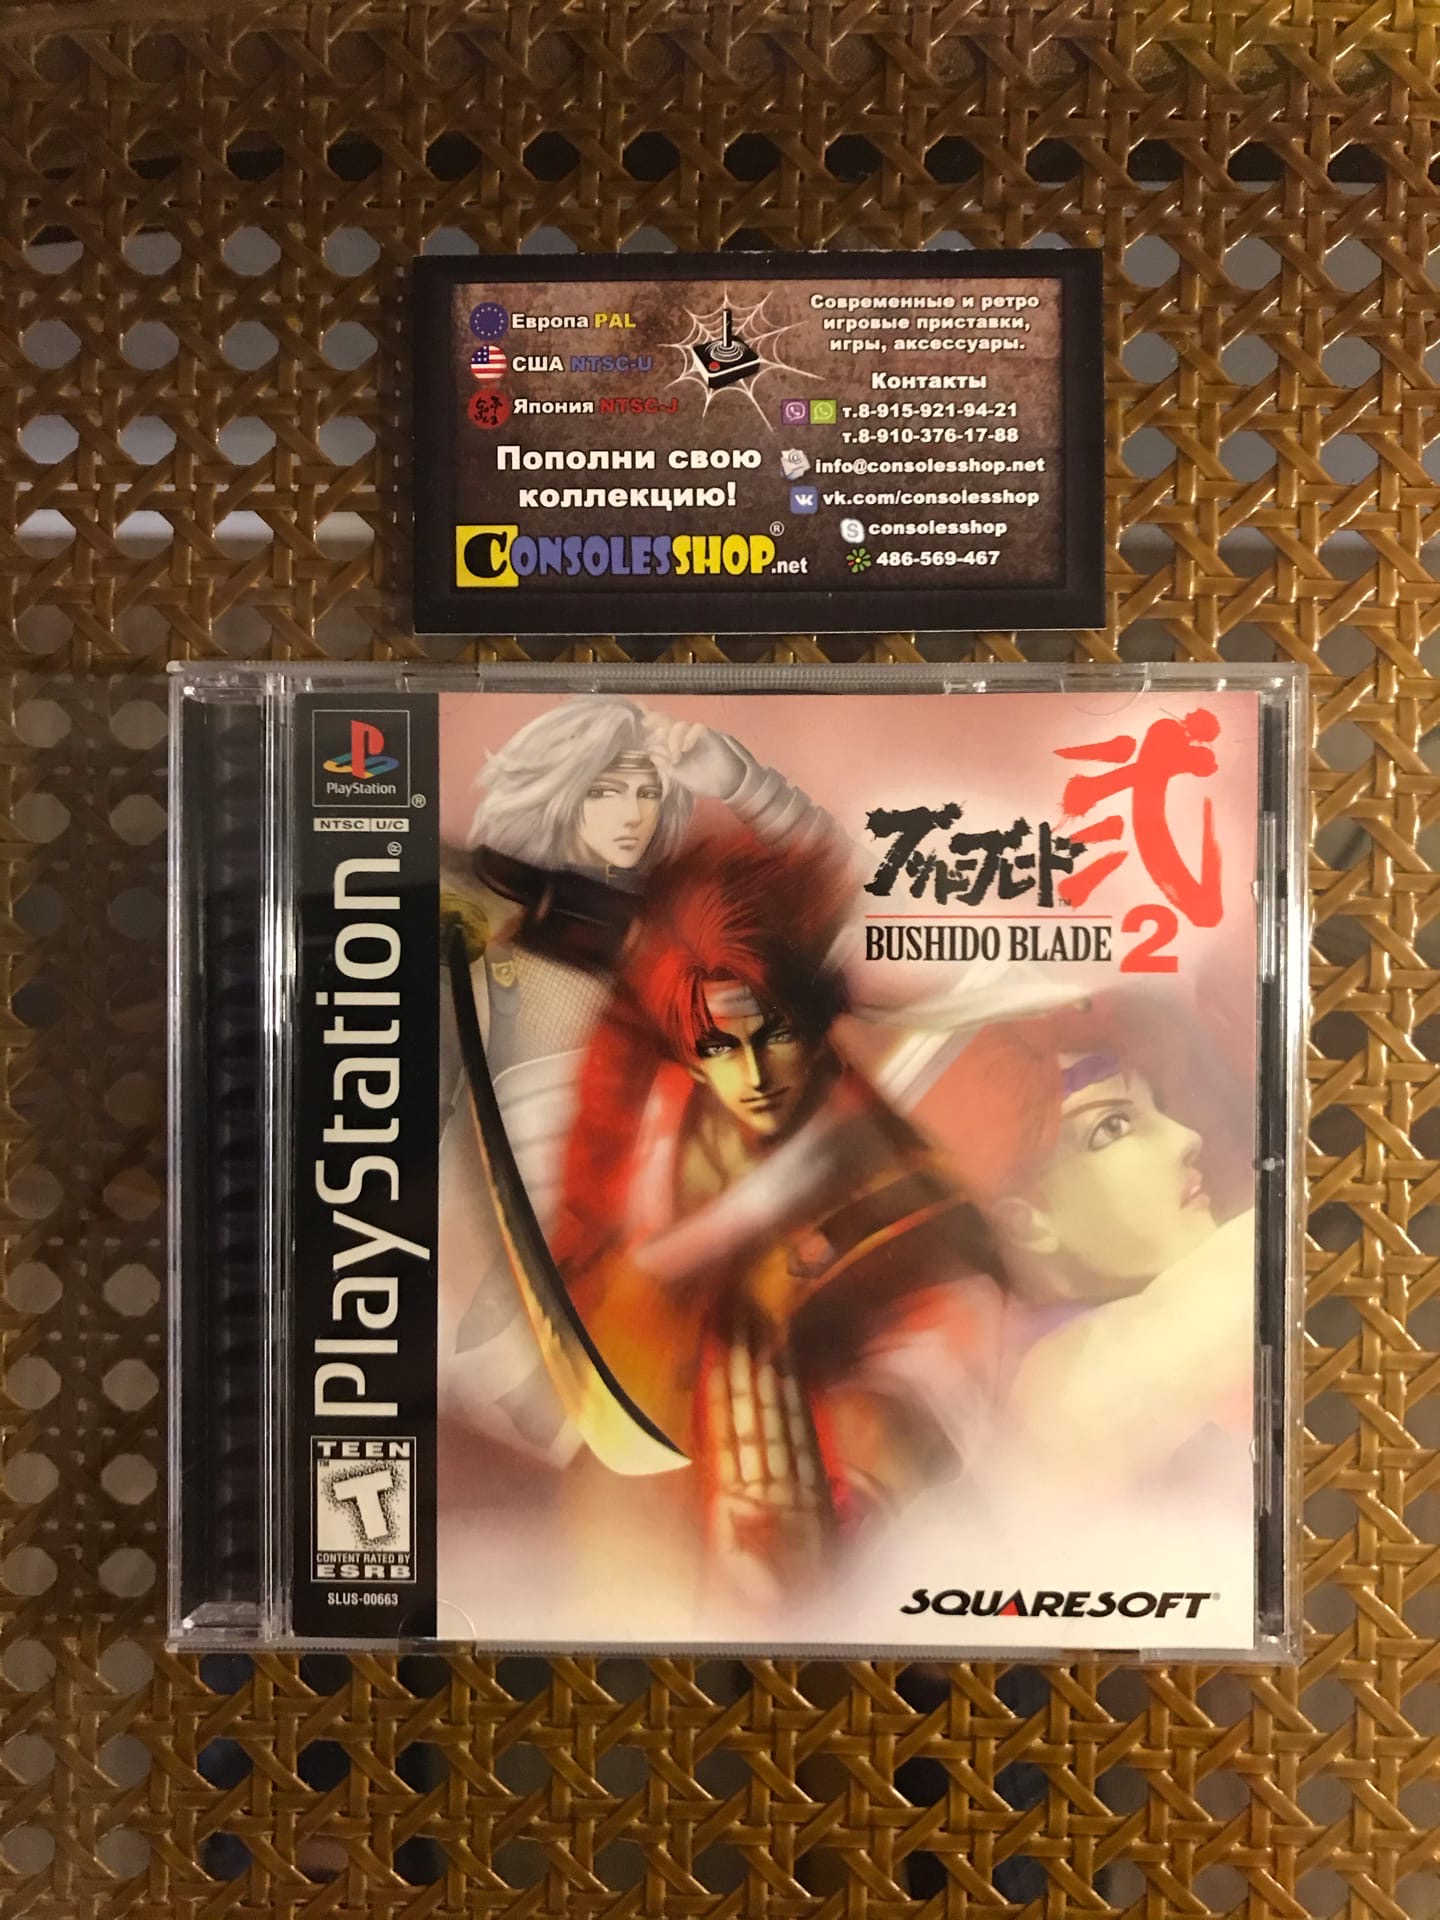 Европа PAL
США NTSC-U
Япония NTSC-J
Пополни свою
коллекцию!
CONSOLESSHOP.net®
Современные и ретро
игровые приставки,
игры, аксессуары.
Контакты
т.8-915-921-94-21
т.8-910-376-17-88
info@consolesshop.net
vk.com/consolesshop
consolesshop
486-569-467
PlayStation®
NTSC U/C
PlayStation®
TEEN
T™
CONTENT RATED BY
ESRB
SLUS-00663
ブシドーブレード™ 弐
BUSHIDO BLADE 2
SQUARESOFT®